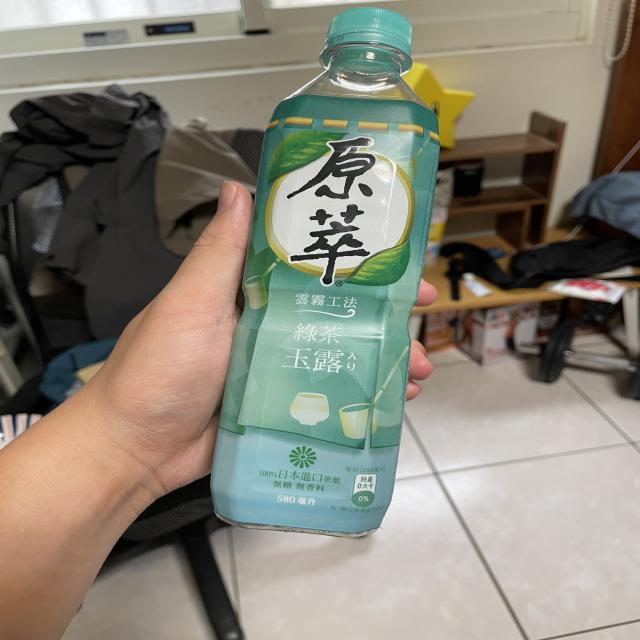 原
萃®
雲霧工法
綠茶
玉露入り
100%日本進口茶葉
無糖 無香料
580毫升
熱量
0大卡
0%